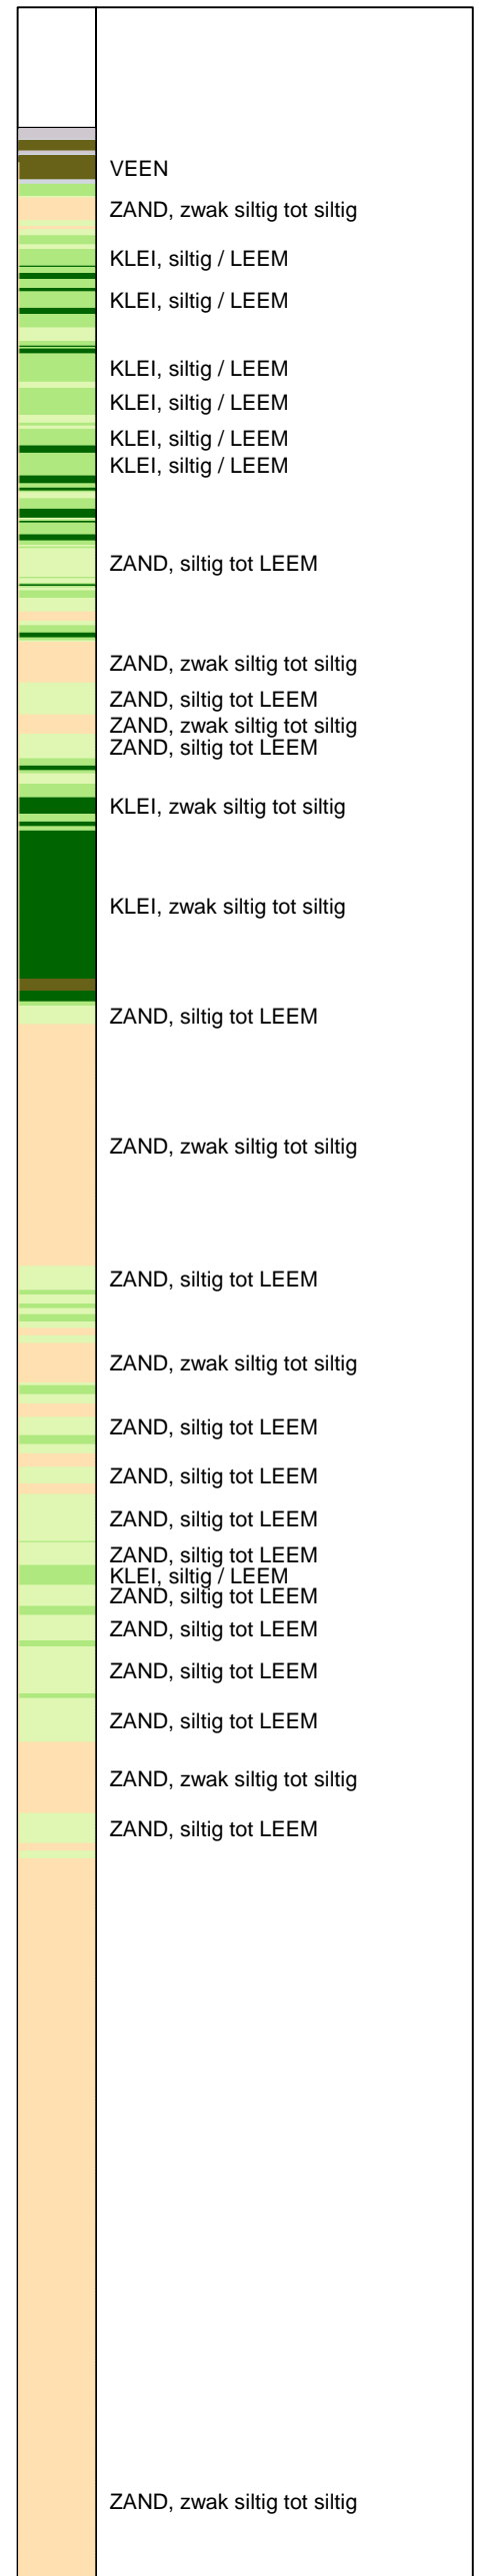 VEEN
ZAND, zwak siltig tot siltig
KLEI, siltig / LEEM
KLEI, siltig / LEEM
KLEI, siltig / LEEM
KLEI, siltig / LEEM
KLEI, siltig / LEEM
KLEI, siltig / LEEM
ZAND, siltig tot LEEM
ZAND, zwak siltig tot siltig
ZAND, siltig tot LEEM
ZAND, zwak siltig tot siltig
ZAND, siltig tot LEEM
KLEI, zwak siltig tot siltig
KLEI, zwak siltig tot siltig
ZAND, siltig tot LEEM
ZAND, zwak siltig tot siltig
ZAND, siltig tot LEEM
ZAND, zwak siltig tot siltig
ZAND, siltig tot LEEM
ZAND, siltig tot LEEM
ZAND, siltig tot LEEM
ZAND, siltig tot LEEM
KLEI, siltig / LEEM
ZAND, siltig tot LEEM
ZAND, siltig tot LEEM
ZAND, siltig tot LEEM
ZAND, siltig tot LEEM
ZAND, zwak siltig tot siltig
ZAND, siltig tot LEEM
ZAND, zwak siltig tot siltig